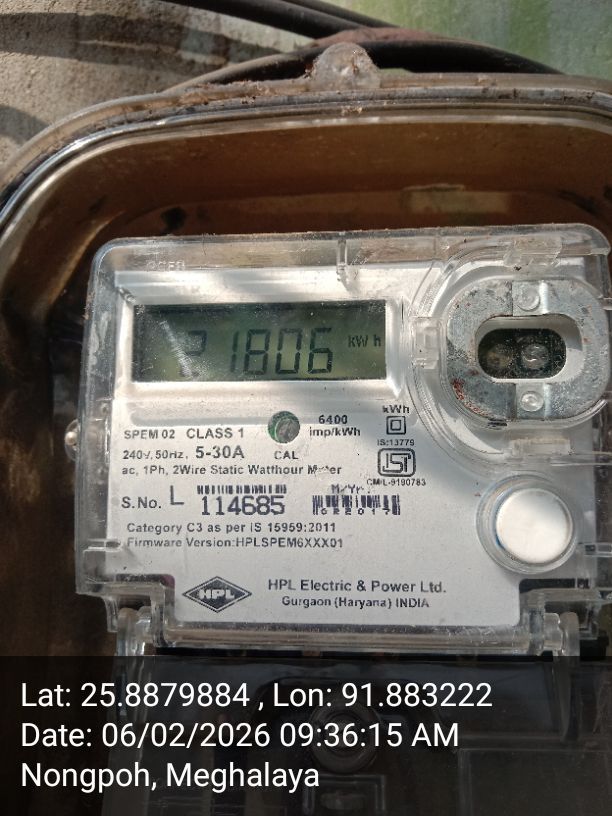 21806 kWh
kWh
6400
imp/kWh
SPEM 02 CLASS 1
240V, 50Hz, 5-30A
CAL
IS:13779
ac, 1Ph, 2Wire Static Watthour Meter
ISI
CM/L-9190783
S.No. L 114685
M/Yr.
Category C3 as per IS 15959:2011
Firmware Version:HPLSPEM6XXX01
HPL
HPL Electric & Power Ltd.
Gurgaon (Haryana) INDIA
Lat: 25.8879884 , Lon: 91.883222
Date: 06/02/2026 09:36:15 AM
Nongpoh, Meghalaya